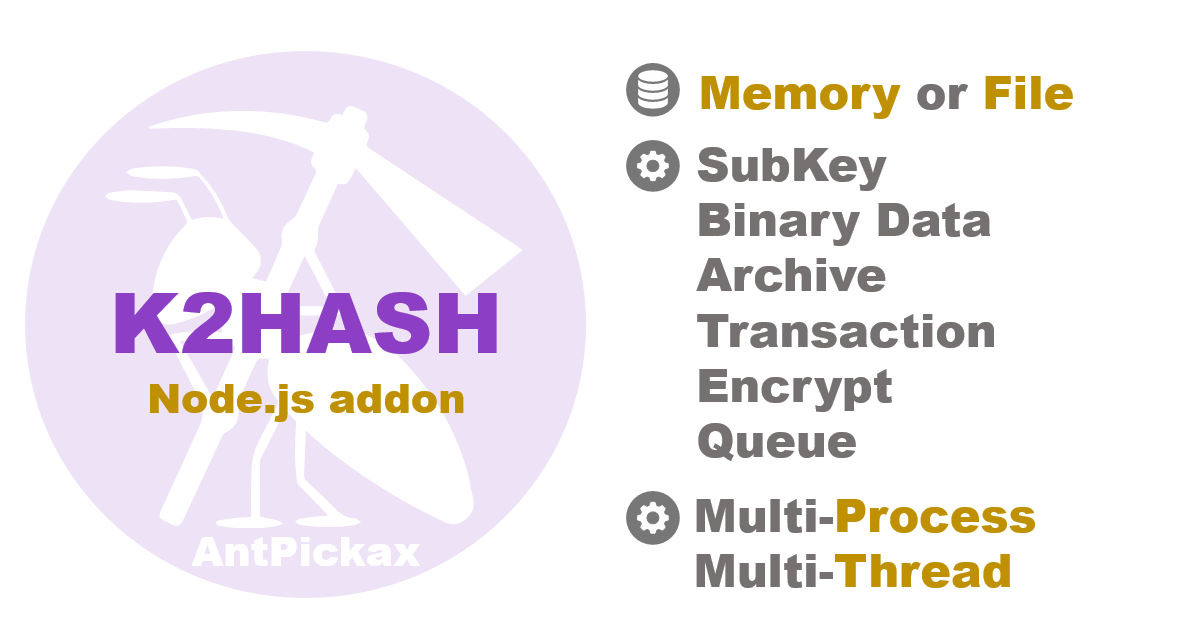 K2HASH
Node.js addon
AntPickax
Memory or File
SubKey
Binary Data
Archive
Transaction
Encrypt
Queue
Multi-Process
Multi-Thread